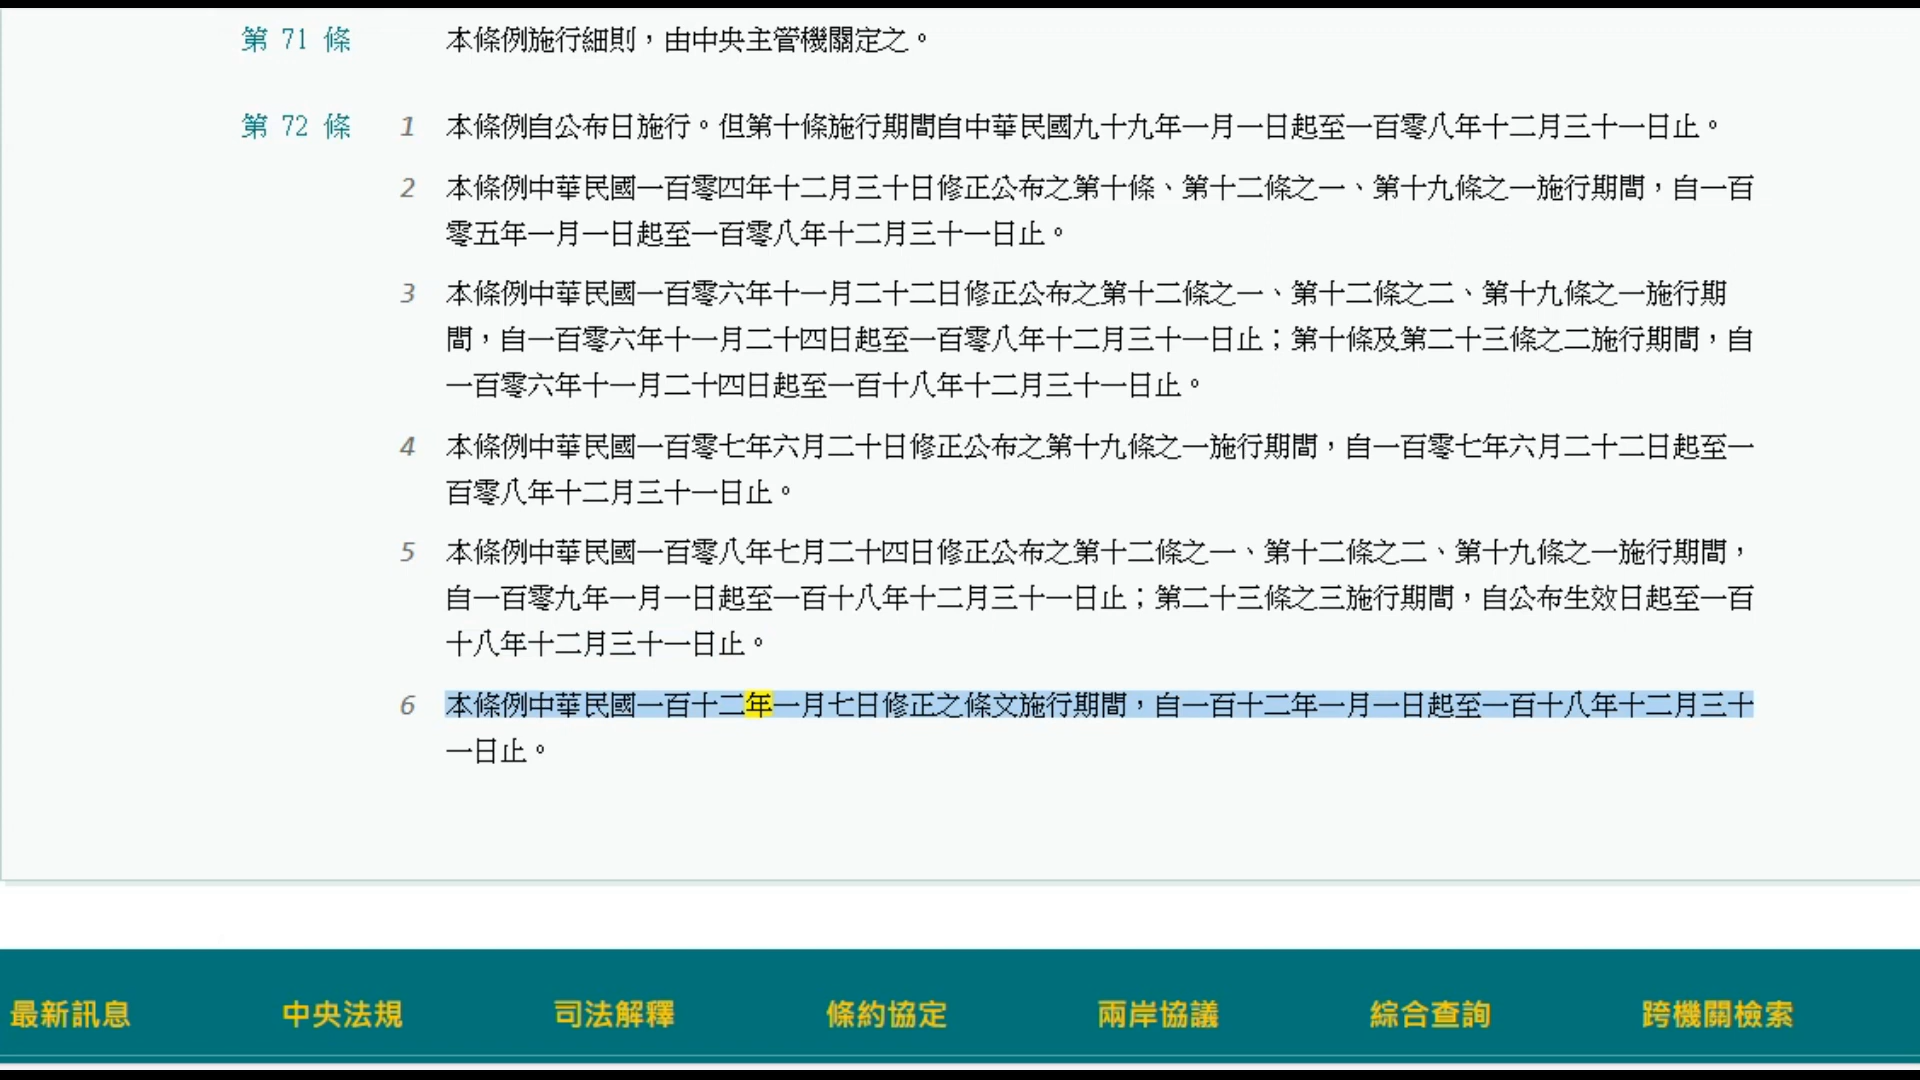 第 71 條 本條例施行細則，由中央主管機關定之。
第 72 條 1 本條例自公布日施行。但第十條施行期間自中華民國九十九年一月一日起至一百零八年十二月三十一日止。
2 本條例中華民國一百零四年十二月三十日修正公布之第十條、第十二條之一、第十九條之一施行期間，自一百
零五年一月一日起至一百零八年十二月三十一日止。
3 本條例中華民國一百零六年十一月二十二日修正公布之第十二條之一、第十二條之二、第十九條之一施行期
間，自一百零六年十一月二十四日起至一百零八年十二月三十一日止；第十條及第二十三條之二施行期間，自
一百零六年十一月二十四日起至一百十八年十二月三十一日止。
4 本條例中華民國一百零七年六月二十日修正公布之第十九條之一施行期間，自一百零七年六月二十二日起至一
百零八年十二月三十一日止。
5 本條例中華民國一百零八年七月二十四日修正公布之第十二條之一、第十二條之二、第十九條之一施行期間，
自一百零九年一月一日起至一百十八年十二月三十一日止；第二十三條之三施行期間，自公布生效日起至一百
十八年十二月三十一日止。
6 本條例中華民國一百十二年一月七日修正之條文施行期間，自一百十二年一月一日起至一百十八年十二月三十
一日止。
最新訊息 中央法規 司法解釋 條約協定 兩岸協議 綜合查詢 跨機關檢索